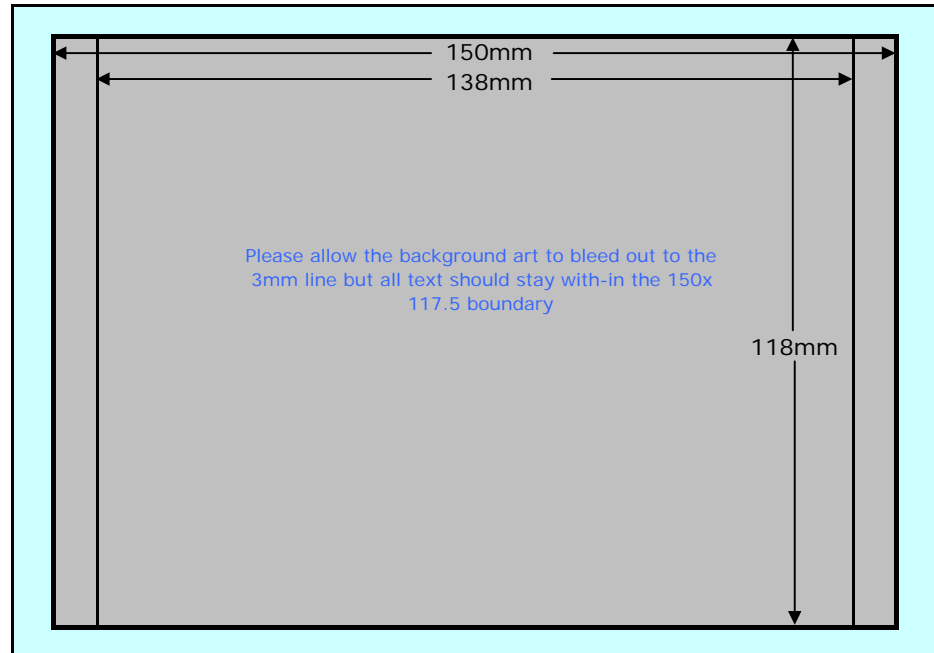 150mm
138mm
Please allow the background art to bleed out to the
3mm line but all text should stay with-in the 150x
117.5 boundary
118mm